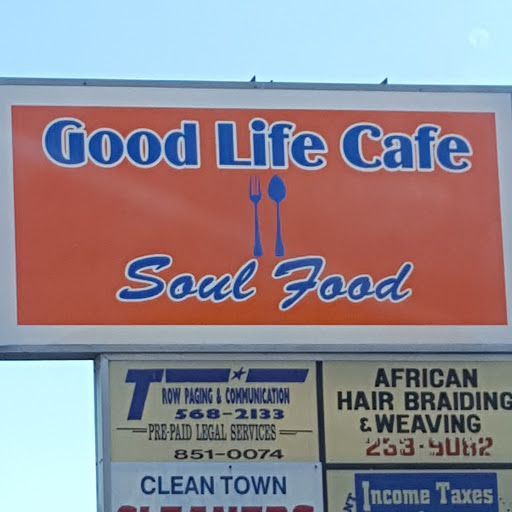 Good Life Cafe
Soul Food
ROW PAGING & COMMUNICATION
568-2133
PRE-PAID LEGAL SERVICES
851-0074
AFRICAN
HAIR BRAIDING
& WEAVING
CLEAN TOWN
CLEANERS
Income Taxes